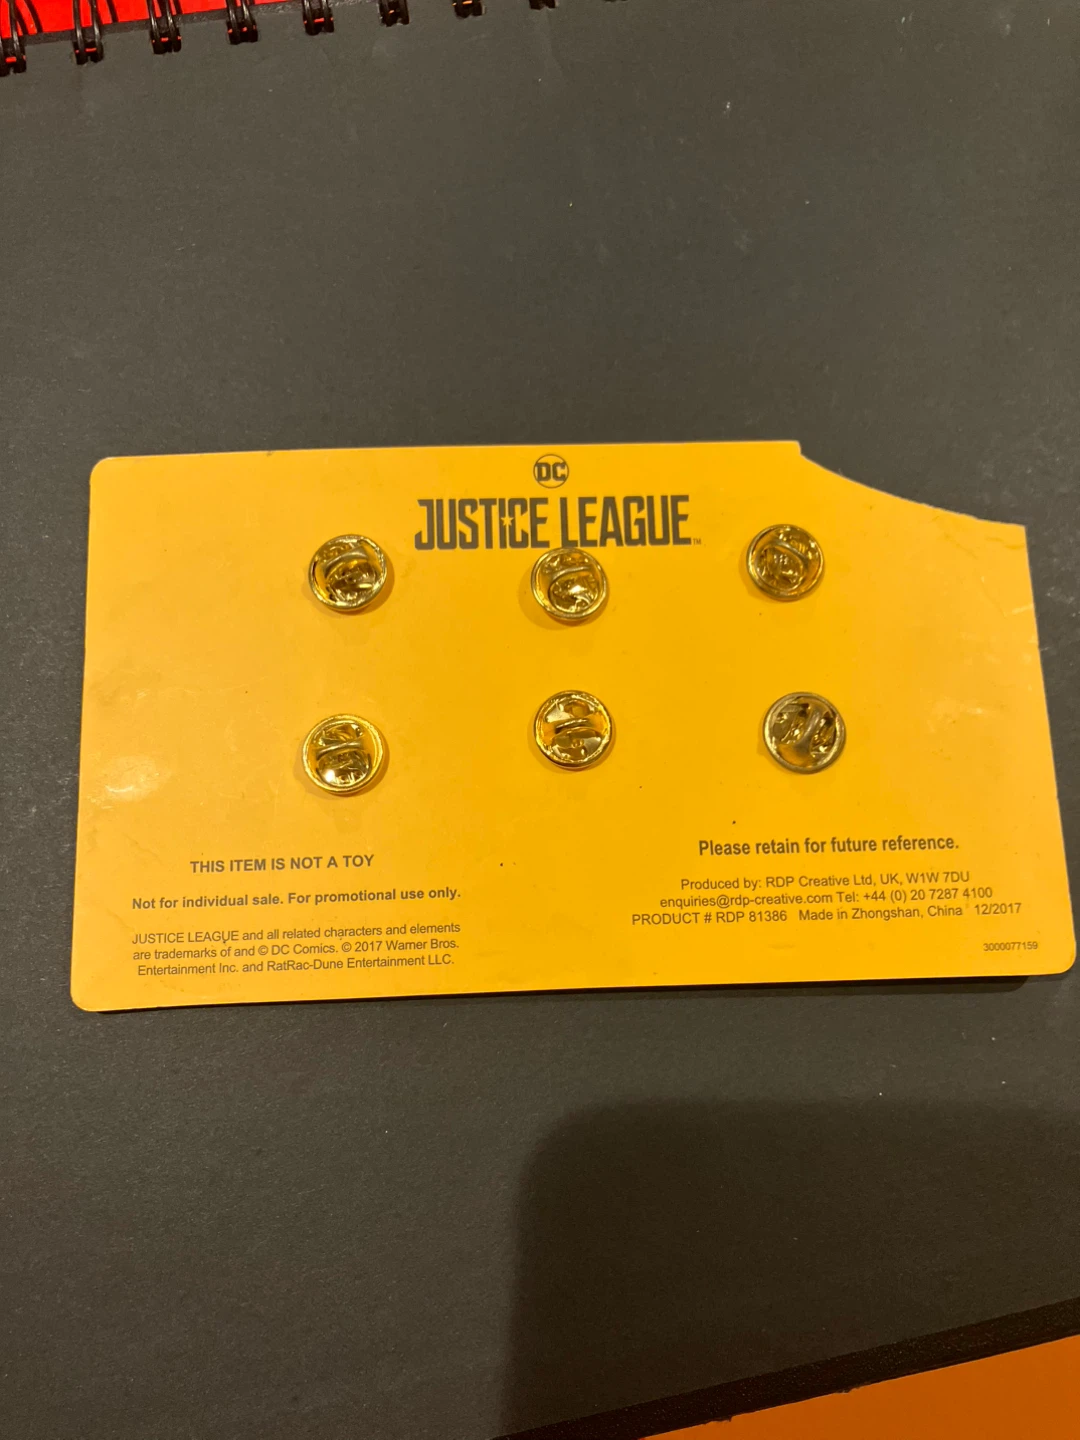 DC
JUSTICE LEAGUE™
THIS ITEM IS NOT A TOY
Not for individual sale. For promotional use only.
JUSTICE LEAGUE and all related characters and elements
are trademarks of and © DC Comics. © 2017 Warner Bros.
Entertainment Inc. and RatRac-Dune Entertainment LLC.
Please retain for future reference.
Produced by: RDP Creative Ltd, UK, W1W 7DU
enquiries@rdp-creative.com Tel: +44 (0) 20 7287 4100
PRODUCT # RDP 81386 Made in Zhongshan, China 12/2017
3000077159